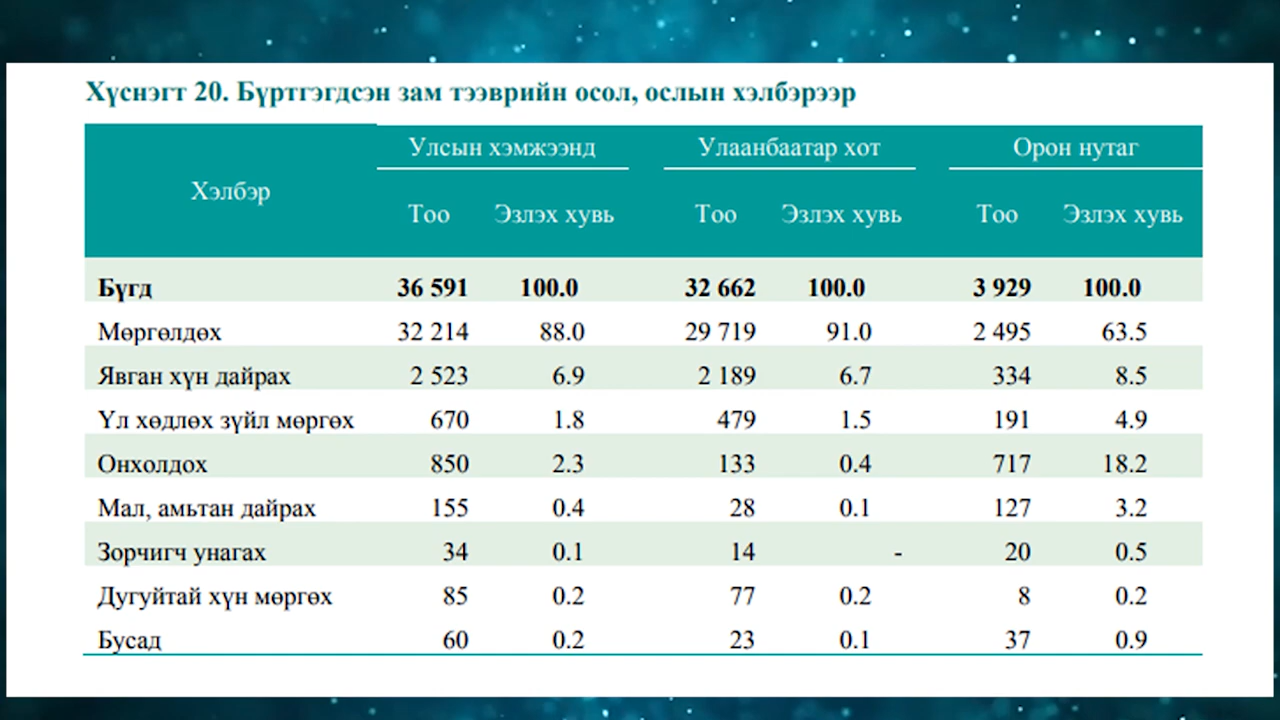 Хүснэгт 20. Бүртгэгдсэн зам тээврийн осол, ослын хэлбэрээр
Хэлбэр Улсын хэмжээнд Улаанбаатар хот Орон нутаг
Тоо Эзлэх хувь Тоо Эзлэх хувь Тоо Эзлэх хувь
Бүгд 36 591 100.0 32 662 100.0 3 929 100.0
Мөргөлдөх 32 214 88.0 29 719 91.0 2 495 63.5
Явган хүн дайрах 2 523 6.9 2 189 6.7 334 8.5
Үл хөдлөх зүйл мөргөх 670 1.8 479 1.5 191 4.9
Онхолдох 850 2.3 133 0.4 717 18.2
Мал, амьтан дайрах 155 0.4 28 0.1 127 3.2
Зорчигч унагах 34 0.1 14 - 20 0.5
Дугуйтай хүн мөргөх 85 0.2 77 0.2 8 0.2
Бусад 60 0.2 23 0.1 37 0.9